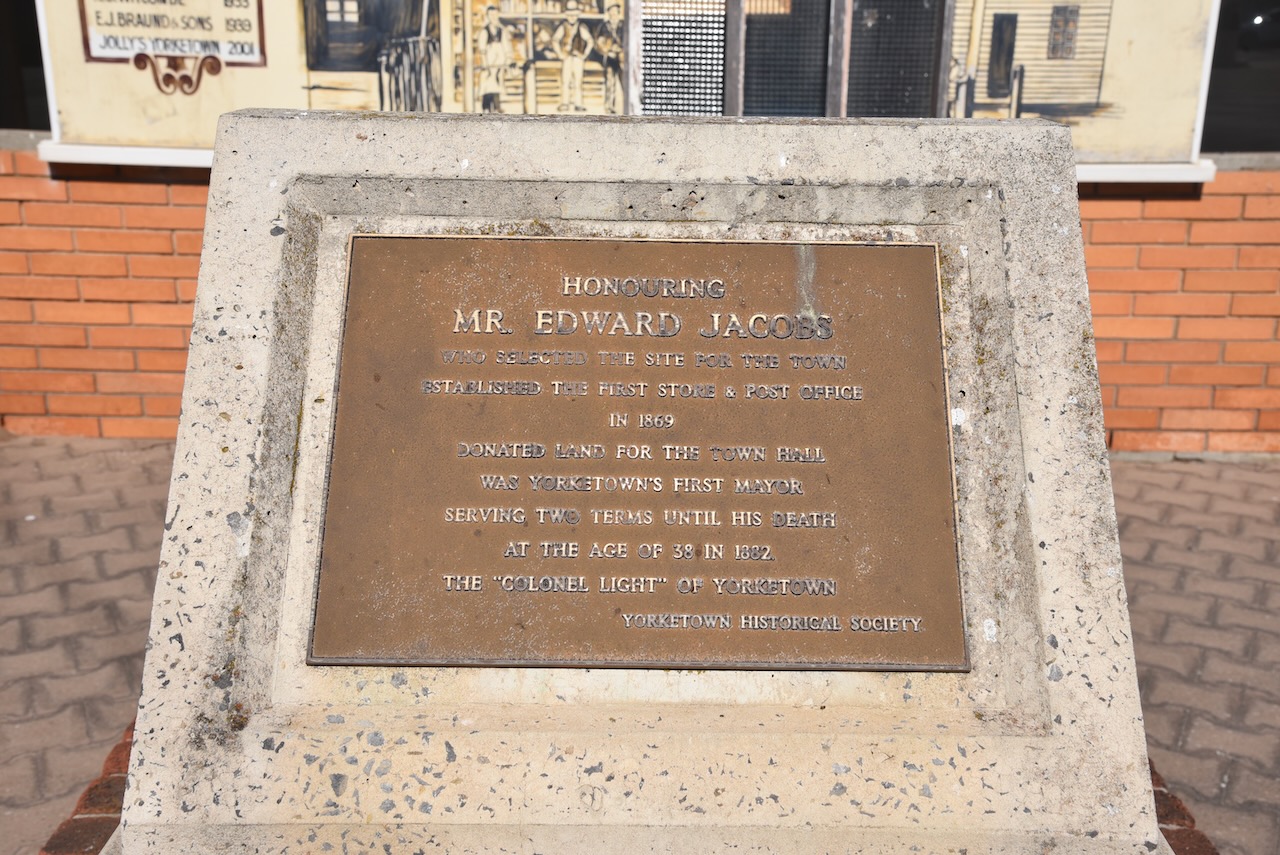 1933
E.J. BRAUND & SONS 1939
JOLLY'S YORKETOWN 2001
HONOURING
MR. EDWARD JACOBS
WHO SELECTED THE SITE FOR THE TOWN
ESTABLISHED THE FIRST STORE & POST OFFICE
IN 1869
DONATED LAND FOR THE TOWN HALL
WAS YORKETOWN'S FIRST MAYOR
SERVING TWO TERMS UNTIL HIS DEATH
AT THE AGE OF 38 IN 1882.
THE "COLONEL LIGHT" OF YORKETOWN
YORKETOWN HISTORICAL SOCIETY